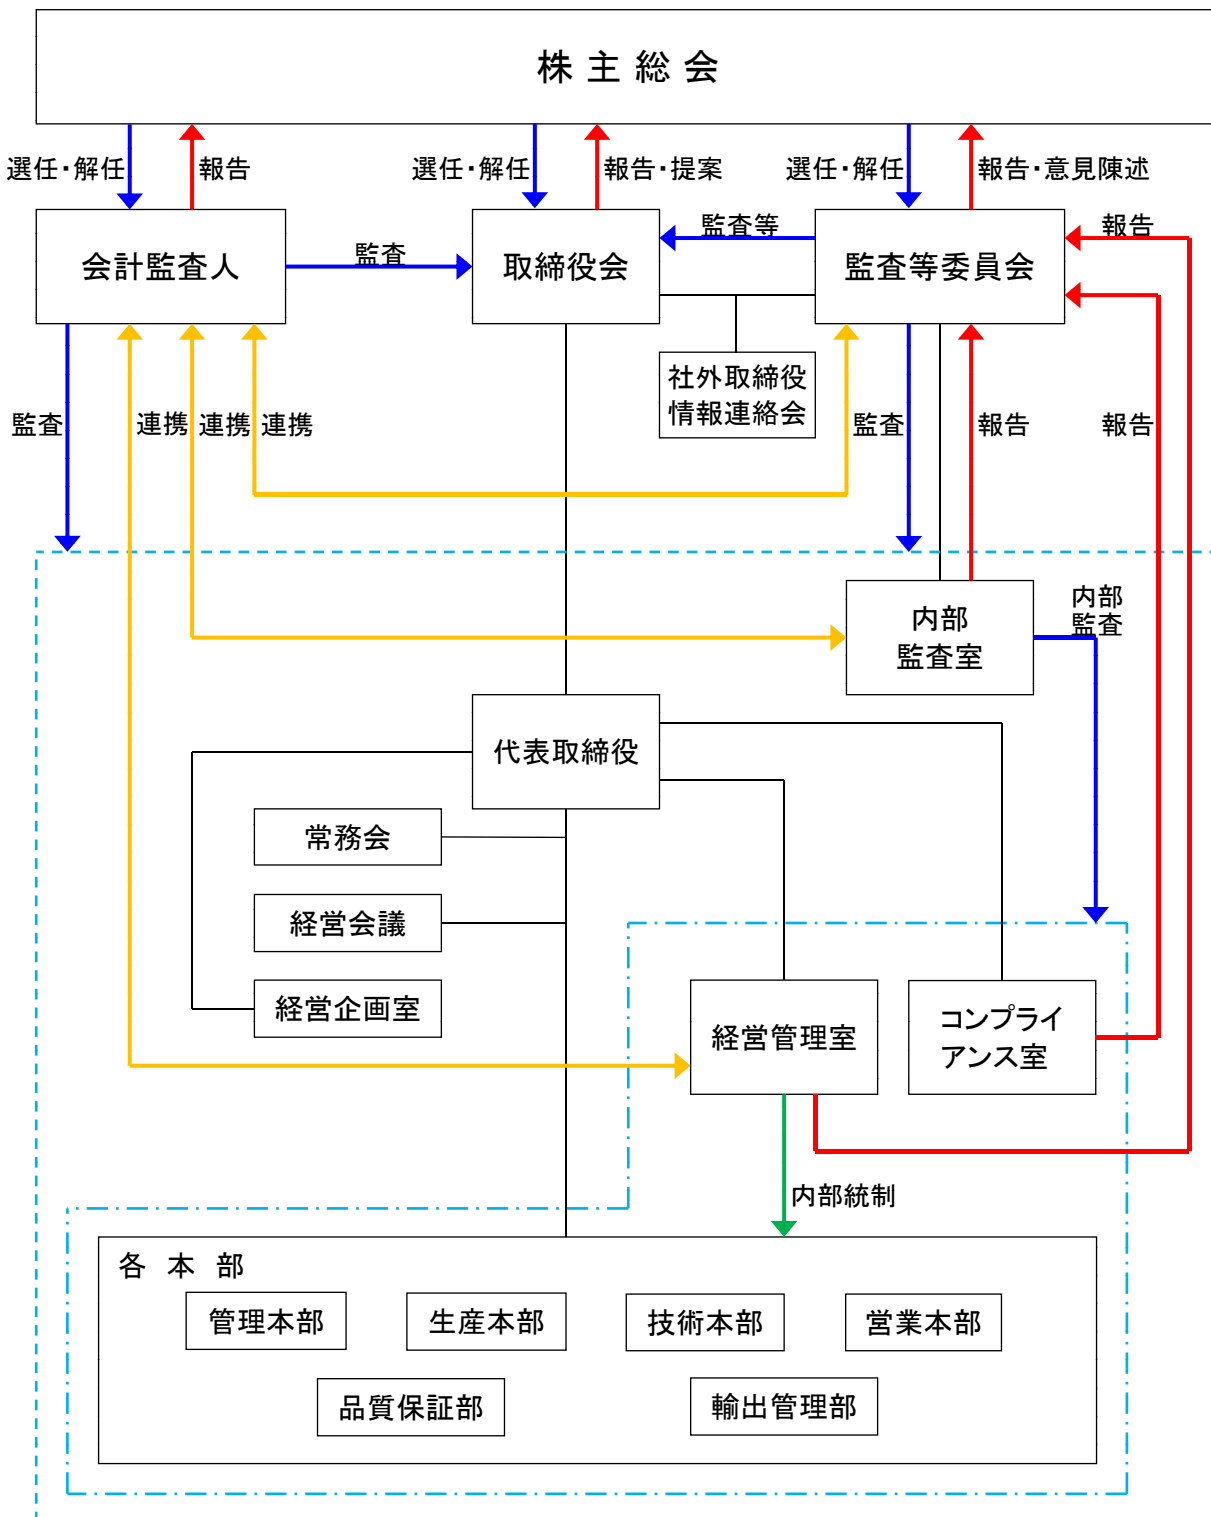 株主総会
選任・解任
報告
選任・解任
報告・提案
選任・解任
報告・意見陳述
会計監査人
監査
取締役会
監査等
監査等委員会
報告
社外取締役
情報連絡会
監査
連携
連携
連携
監査
報告
報告
内部
監査室
内部
監査
代表取締役
常務会
経営会議
経営企画室
経営管理室
コンプライ
アンス室
内部統制
各本部
管理本部
生産本部
技術本部
営業本部
品質保証部
輸出管理部